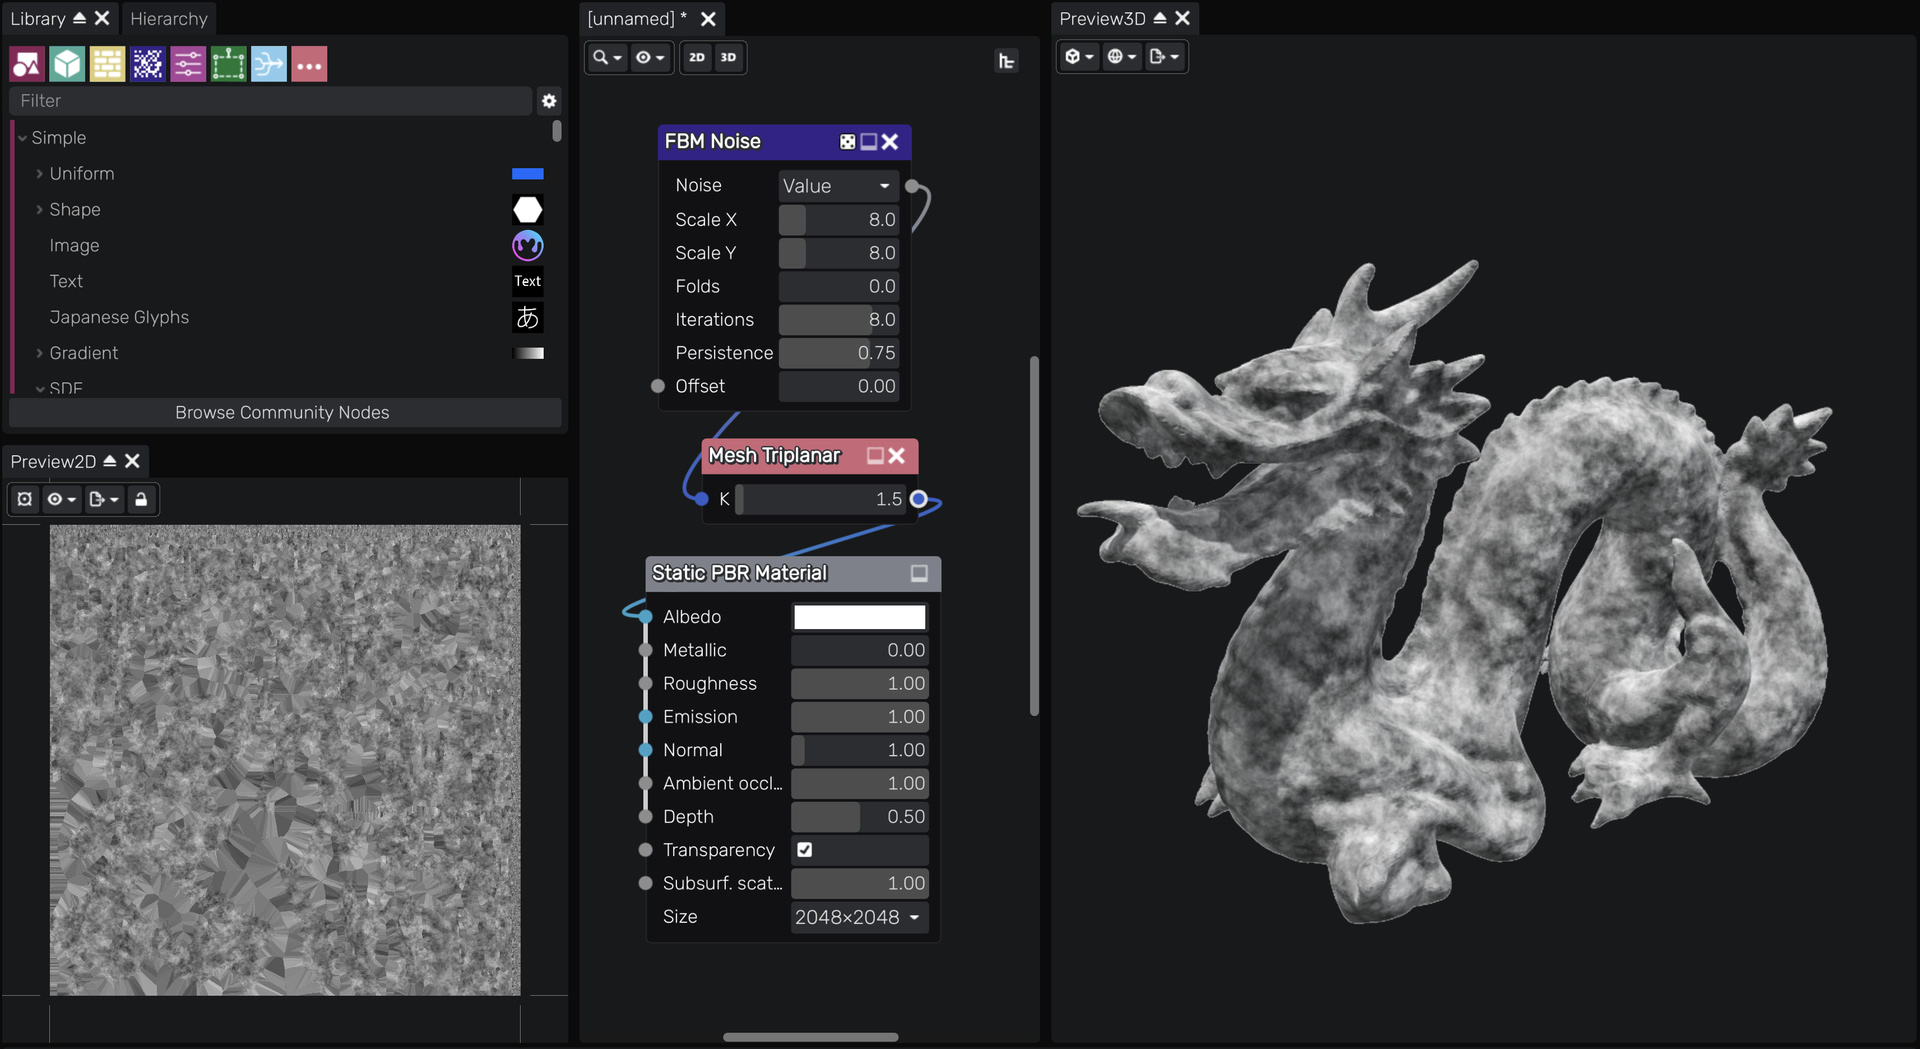 Library
Hierarchy
Filter
Simple
Uniform
Shape
Image
Text
Text
Japanese Glyphs
あ
Gradient
SDF
Browse Community Nodes
Preview2D
[unnamed] *
2D
3D
FBM Noise
Noise Value
Scale X 8.0
Scale Y 8.0
Folds 0.0
Iterations 8.0
Persistence 0.75
Offset 0.00
Mesh Triplanar
K 1.5
Static PBR Material
Albedo
Metallic 0.00
Roughness 1.00
Emission 1.00
Normal 1.00
Ambient occl... 1.00
Depth 0.50
Transparency
Subsurf. scat... 1.00
Size 2048×2048
Preview3D